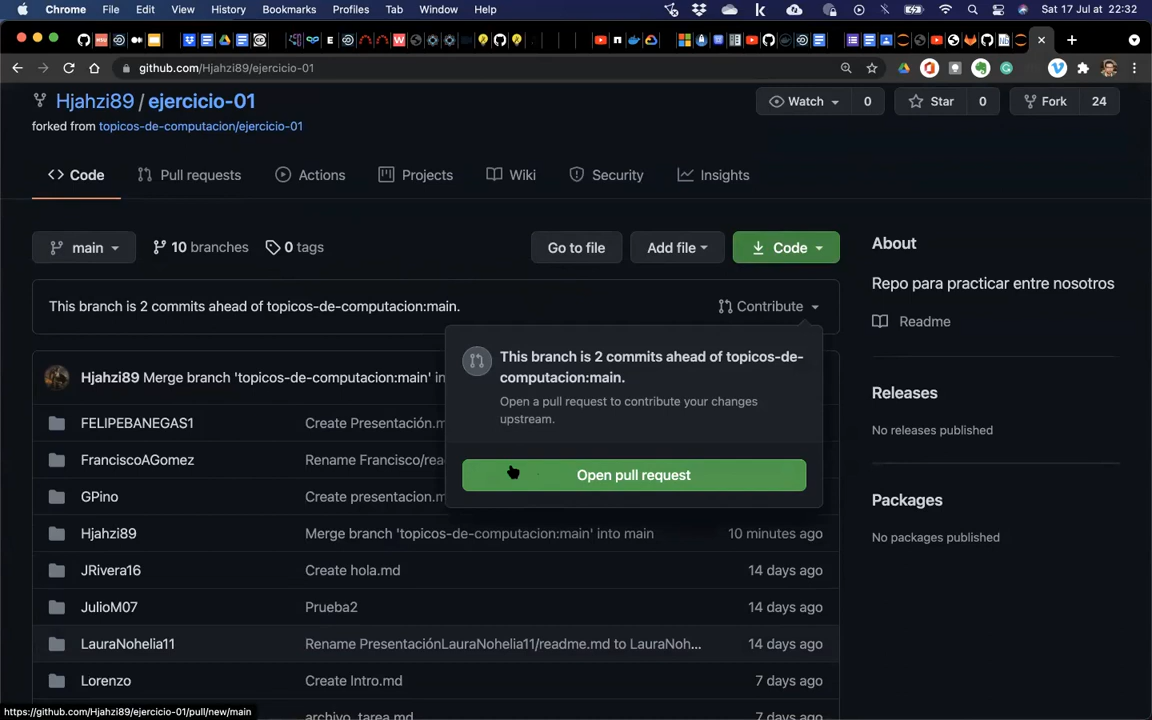 Chrome File Edit View History Bookmarks Profiles Tab Window Help Sat 17 Jul at 22:32
github.com/Hjahzi89/ejercicio-01
Hjahzi89 / ejercicio-01
Watch 0 Star 0 Fork 24
forked from topicos-de-computacion/ejercicio-01
Code Pull requests Actions Projects Wiki Security Insights
main 10 branches 0 tags Go to file Add file Code
About
Repo para practicar entre nosotros
Readme
Releases
No releases published
Packages
No packages published
This branch is 2 commits ahead of topicos-de-computacion:main. Contribute
This branch is 2 commits ahead of topicos-de-
computacion:main.
Open a pull request to contribute your changes
upstream.
Open pull request
Hjahzi89 Merge branch 'topicos-de-computacion:main' in
FELIPEBANEGAS1 Create Presentación.m
FranciscoAGomez Rename Francisco/rea
GPino Create presentacion.m
Hjahzi89 Merge branch 'topicos-de-computacion:main' into main 10 minutes ago
JRivera16 Create hola.md 14 days ago
JulioM07 Prueba2 14 days ago
LauraNohelia11 Rename PresentaciónLauraNohelia11/readme.md to LauraNoh... 14 days ago
Lorenzo Create Intro.md 7 days ago
archivo_tarea.md 7 days ago
https://github.com/Hjahzi89/ejercicio-01/pull/new/main